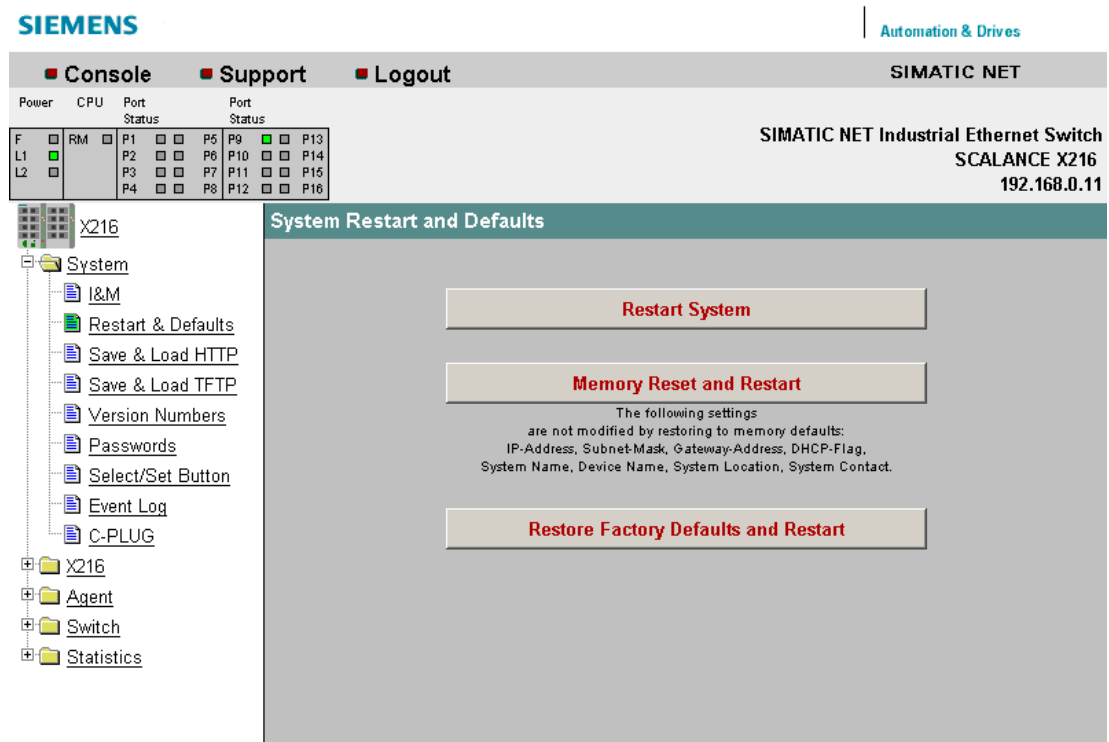 SIEMENS
Automation & Drives
Console Support Logout
SIMATIC NET
Power CPU Port Status Port Status
F RM P1 P5 P9 P13
L1 P2 P6 P10 P14
L2 P3 P7 P11 P15
P4 P8 P12 P16
SIMATIC NET Industrial Ethernet Switch
SCALANCE X216
192.168.0.11
X216
System
I&M
Restart & Defaults
Save & Load HTTP
Save & Load TFTP
Version Numbers
Passwords
Select/Set Button
Event Log
C-PLUG
X216
Agent
Switch
Statistics
System Restart and Defaults
Restart System
Memory Reset and Restart
The following settings
are not modified by restoring to memory defaults:
IP-Address, Subnet-Mask, Gateway-Address, DHCP-Flag,
System Name, Device Name, System Location, System Contact.
Restore Factory Defaults and Restart